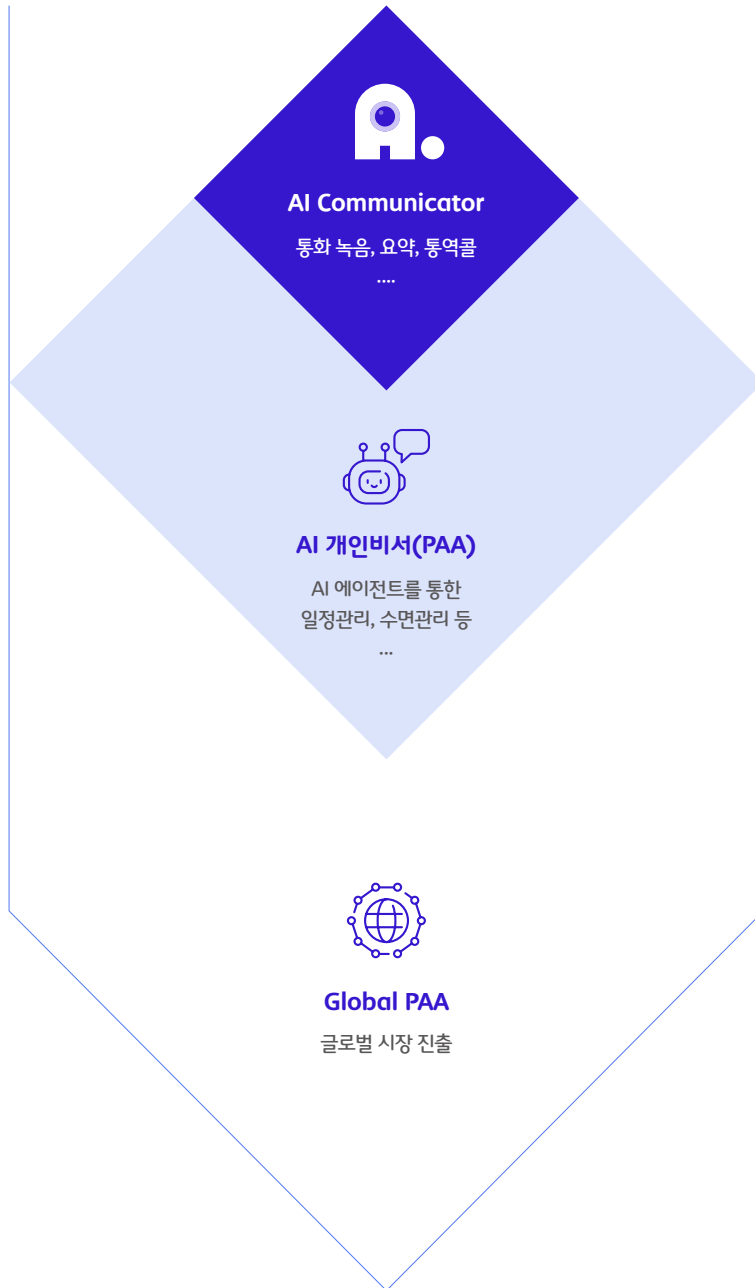 A.
AI Communicator
통화 녹음, 요약, 통역콜
....
AI 개인비서(PAA)
AI 에이전트를 통한
일정관리, 수면관리 등
...
Global PAA
글로벌 시장 진출